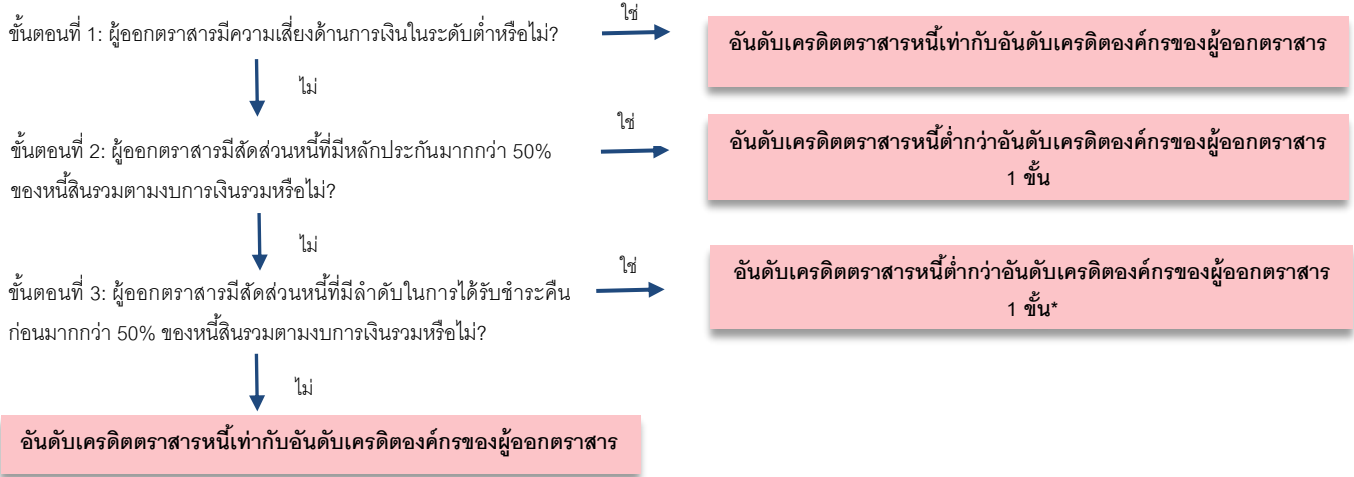 ขั้นตอนที่ 1: ผู้ออกตราสารมีความเสี่ยงด้านการเงินในระดับต่ำหรือไม่?
ใช่
อันดับเครดิตตราสารหนี้เท่ากับอันดับเครดิตองค์กรของผู้ออกตราสาร
ไม่
ขั้นตอนที่ 2: ผู้ออกตราสารมีสัดส่วนหนี้ที่มีหลักประกันมากกว่า 50%
ของหนี้สินรวมตามงบการเงินรวมหรือไม่?
ใช่
อันดับเครดิตตราสารหนี้ต่ำกว่าอันดับเครดิตองค์กรของผู้ออกตราสาร
1 ขั้น
ไม่
ขั้นตอนที่ 3: ผู้ออกตราสารมีสัดส่วนหนี้ที่มีลำดับในการได้รับชำระคืน
ก่อนมากกว่า 50% ของหนี้สินรวมตามงบการเงินรวมหรือไม่?
ใช่
อันดับเครดิตตราสารหนี้ต่ำกว่าอันดับเครดิตองค์กรของผู้ออกตราสาร
1 ขั้น*
ไม่
อันดับเครดิตตราสารหนี้เท่ากับอันดับเครดิตองค์กรของผู้ออกตราสาร